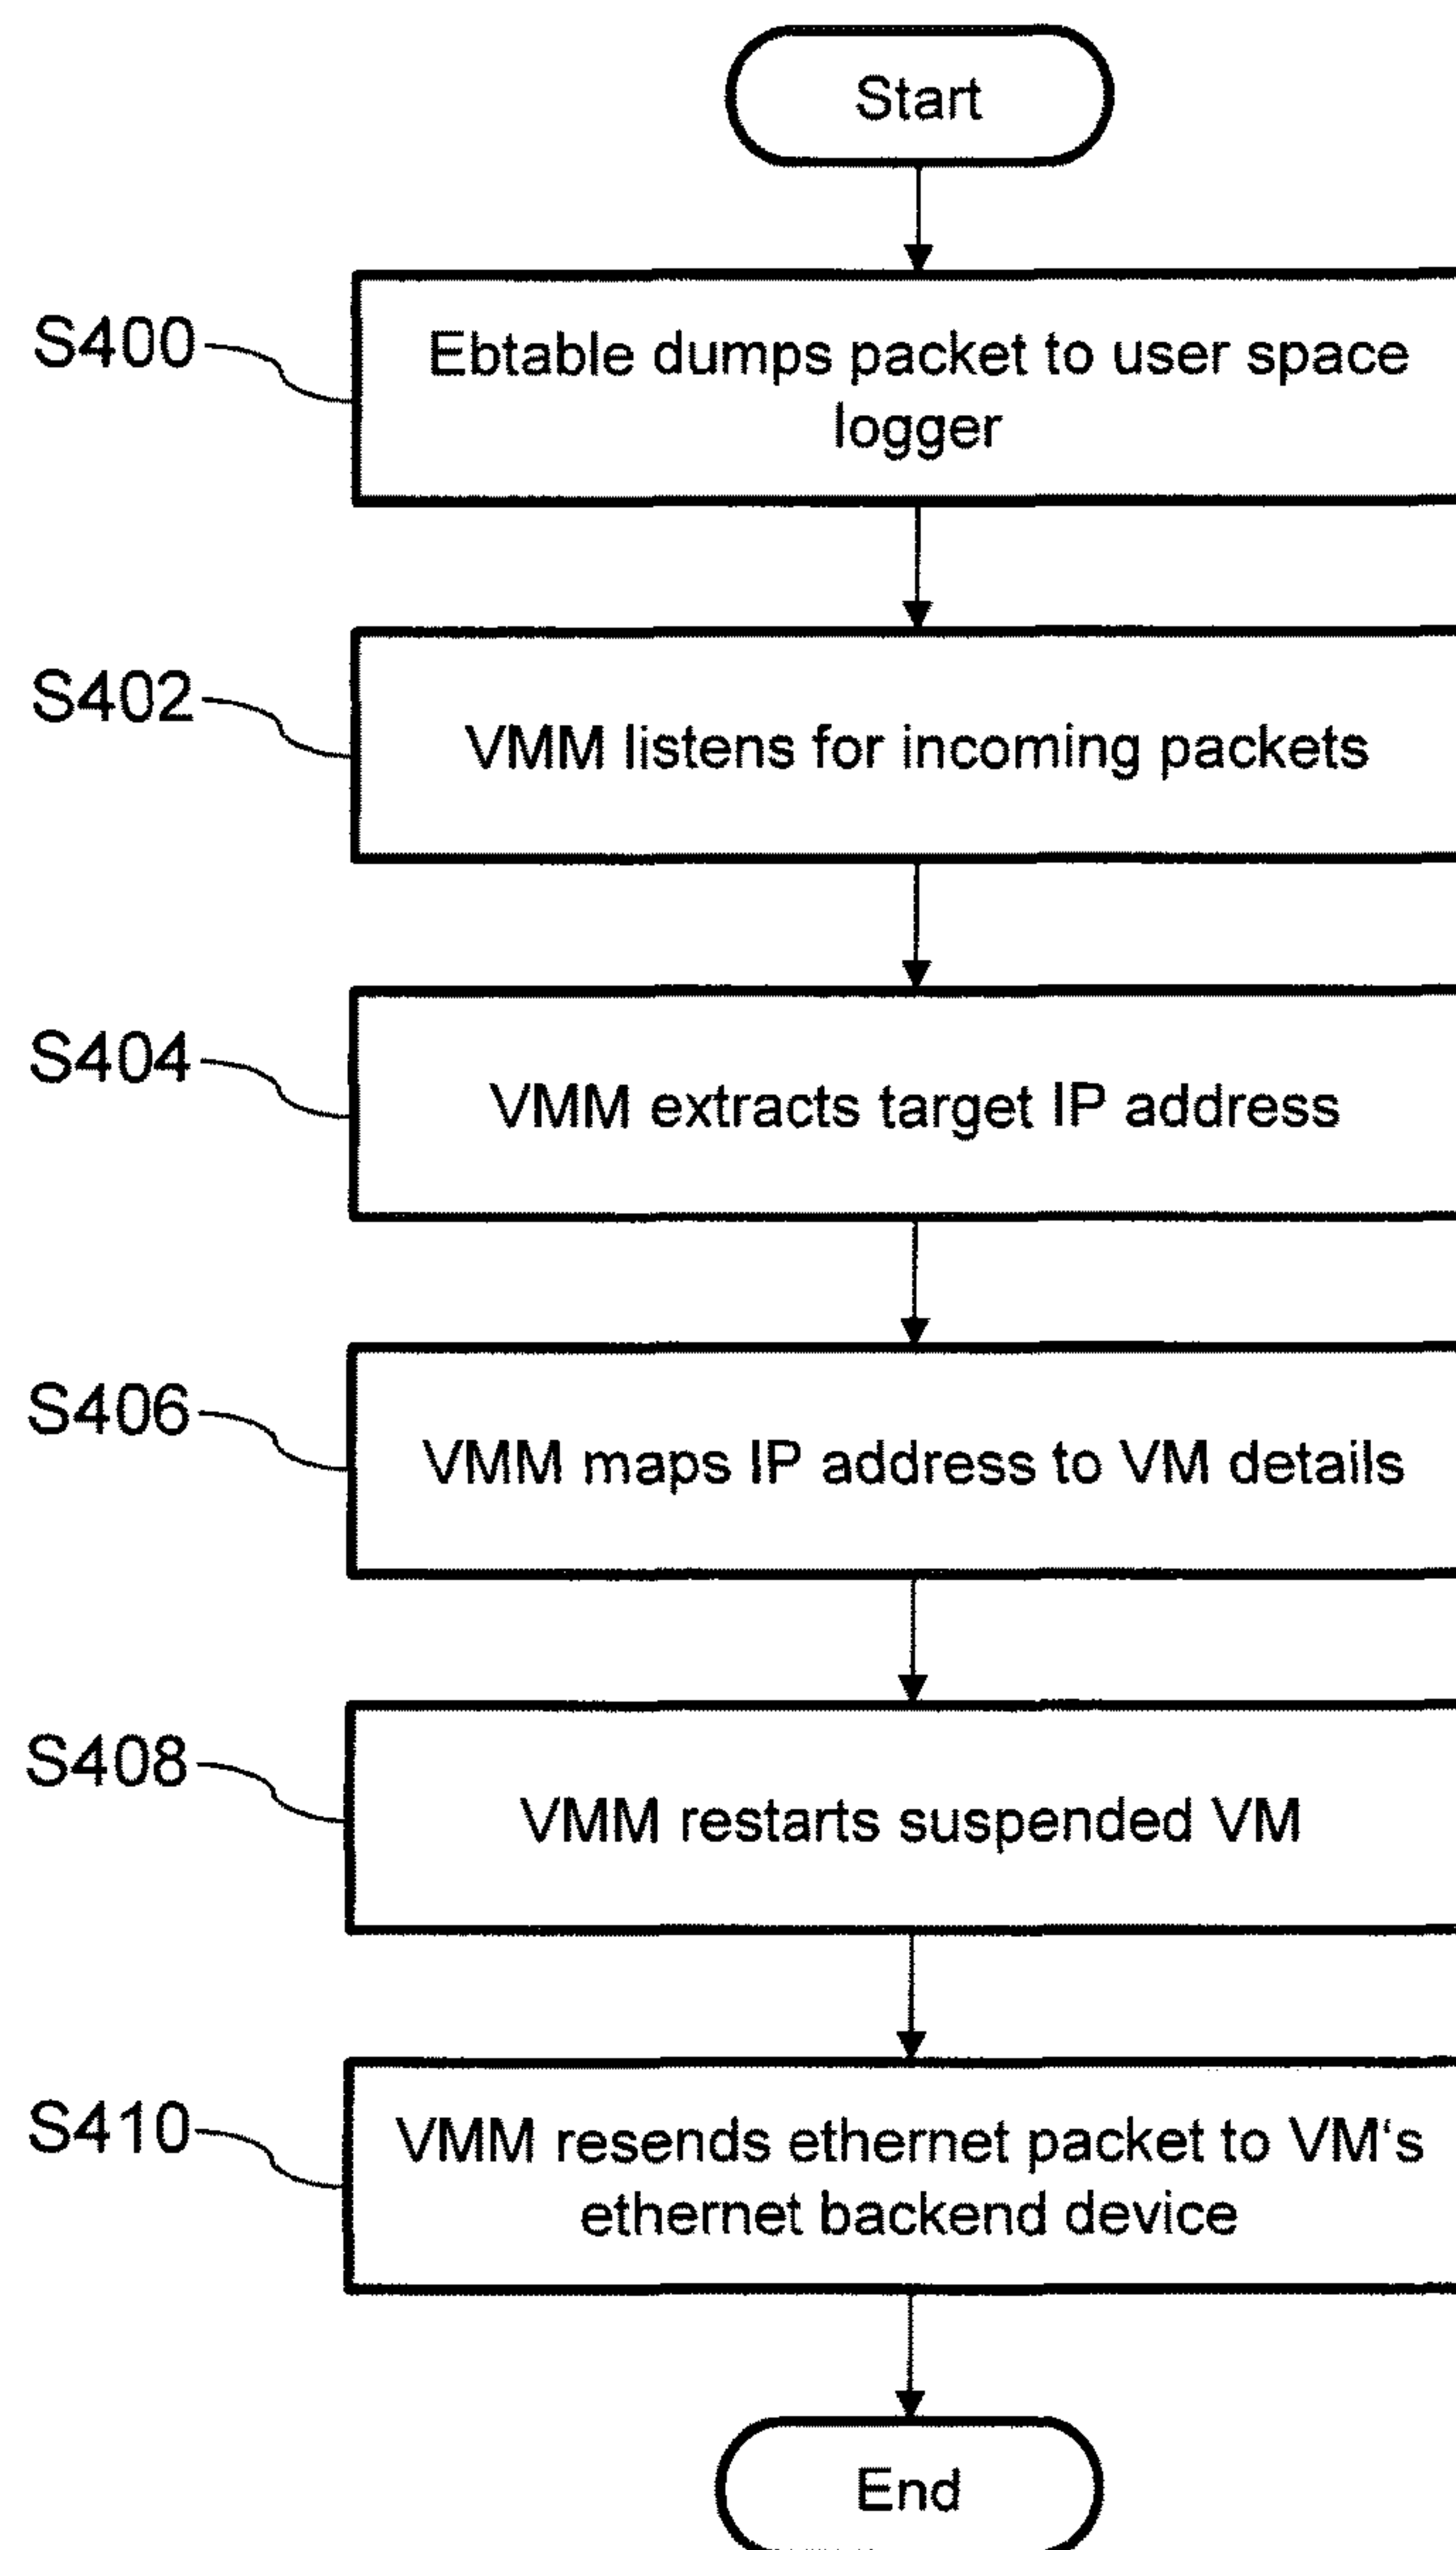 Start
S400
Ebtable dumps packet to user space
logger
S402
VMM listens for incoming packets
S404
VMM extracts target IP address
S406
VMM maps IP address to VM details
S408
VMM restarts suspended VM
S410
VMM resends ethernet packet to VM‘s
ethernet backend device
End